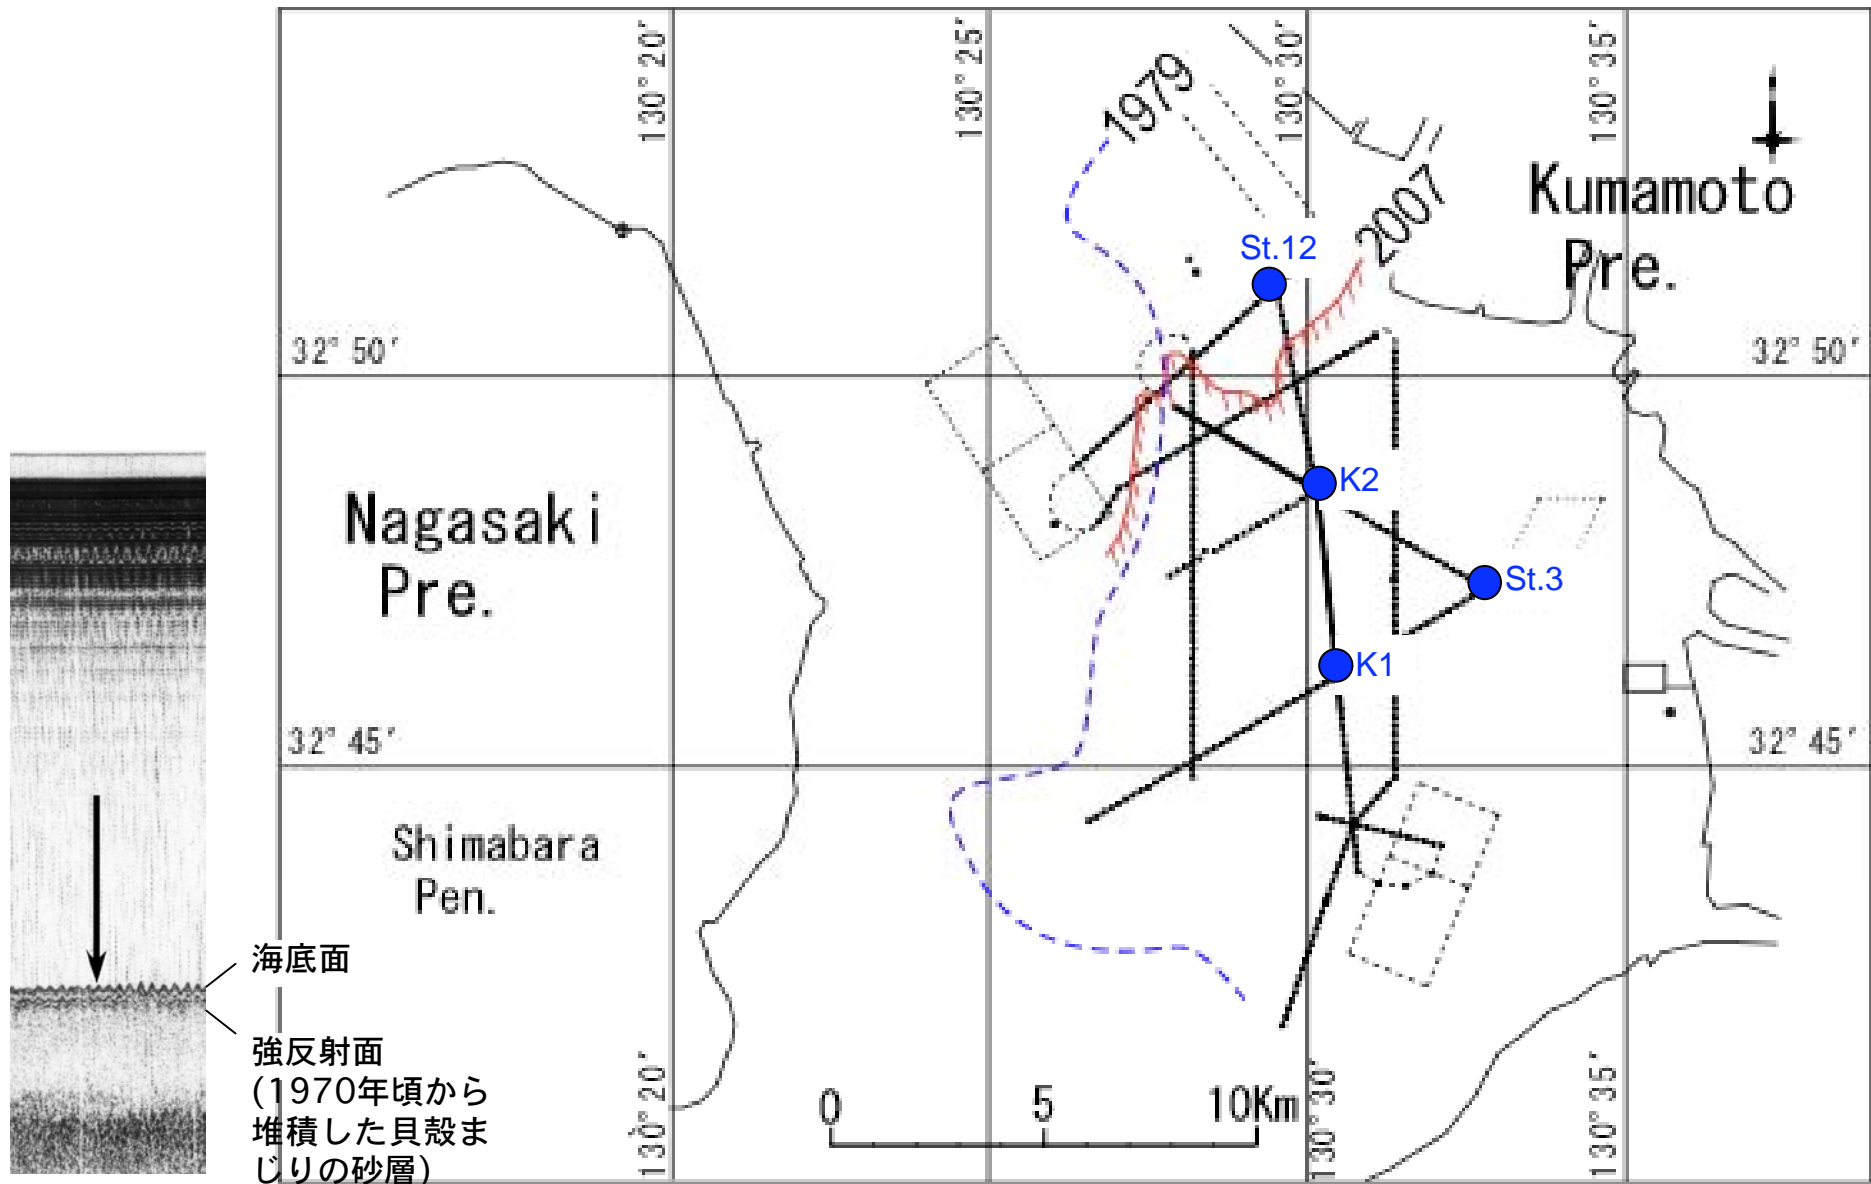 130° 20′
130° 25′
130° 30′
130° 35′
1979
2007
Kumamoto
Pre.
St.12
32° 50′
32° 50′
K2
Nagasaki
Pre.
St.3
K1
32° 45′
32° 45′
Shimabara
Pen.
海底面
強反射面
(1970年頃から
堆積した貝殻ま
じりの砂層)
0 5 10Km
130° 20′
130° 30′
130° 35′